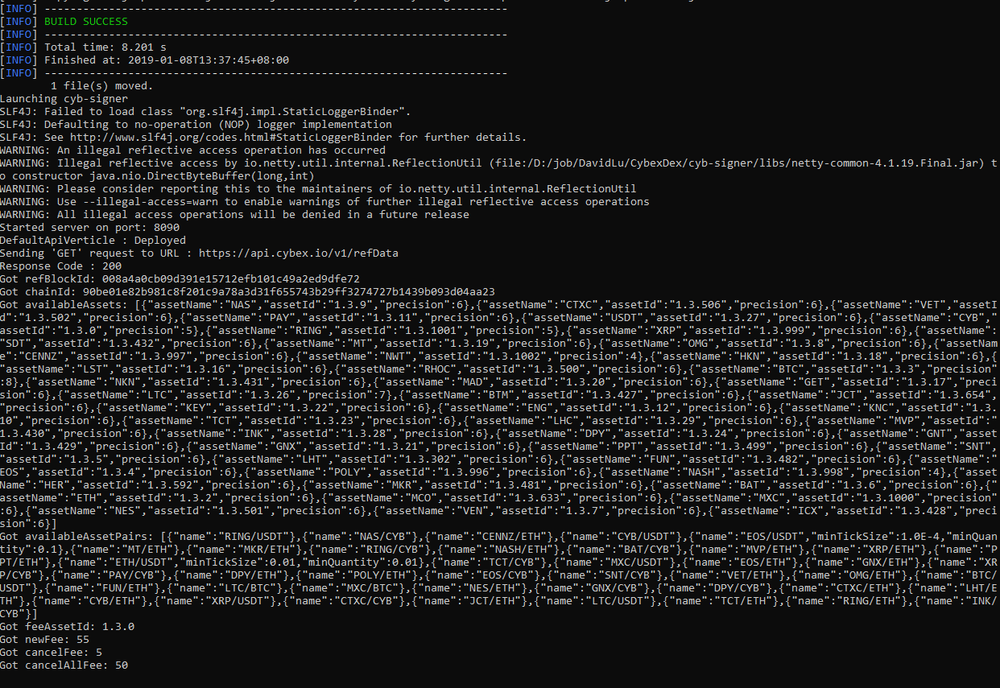 [INFO] ------------------------------------------------------------------------
[INFO] BUILD SUCCESS
[INFO] ------------------------------------------------------------------------
[INFO] Total time: 8.201 s
[INFO] Finished at: 2019-01-08T13:37:45+08:00
[INFO] ------------------------------------------------------------------------
        1 file(s) moved.
Launching cyb-signer
SLF4J: Failed to load class "org.slf4j.impl.StaticLoggerBinder".
SLF4J: Defaulting to no-operation (NOP) logger implementation
SLF4J: See http://www.slf4j.org/codes.html#StaticLoggerBinder for further details.
WARNING: An illegal reflective access operation has occurred
WARNING: Illegal reflective access by io.netty.util.internal.ReflectionUtil (file:/D:/job/DavidLu/CybexDex/cyb-signer/libs/netty-common-4.1.19.Final.jar) t
o constructor java.nio.DirectByteBuffer(long,int)
WARNING: Please consider reporting this to the maintainers of io.netty.util.internal.ReflectionUtil
WARNING: Use --illegal-access=warn to enable warnings of further illegal reflective access operations
WARNING: All illegal access operations will be denied in a future release
Started server on port: 8090
DefaultApiVerticle : Deployed
Sending 'GET' request to URL : https://api.cybex.io/v1/refData
Response Code : 200
Got refBlockId: 008a4a0cb09d391e15712efb101c49a2ed9dfe72
Got chainId: 90be01e82b981c8f201c9a78a3d31f655743b29ff3274727b1439b093d04aa23
Got availableAssets: [{"assetName":"NAS","assetId":"1.3.9","precision":6},{"assetName":"CTXC","assetId":"1.3.506","precision":6},{"assetName":"VET","assetI
d":"1.3.502","precision":6},{"assetName":"PAY","assetId":"1.3.11","precision":6},{"assetName":"USDT","assetId":"1.3.27","precision":6},{"assetName":"CYB","
assetId":"1.3.0","precision":5},{"assetName":"RING","assetId":"1.3.1001","precision":5},{"assetName":"XRP","assetId":"1.3.999","precision":6},{"assetName":
"SDT","assetId":"1.3.432","precision":6},{"assetName":"MT","assetId":"1.3.19","precision":6},{"assetName":"OMG","assetId":"1.3.8","precision":6},{"assetNam
e":"CENNZ","assetId":"1.3.997","precision":6},{"assetName":"NWT","assetId":"1.3.1002","precision":4},{"assetName":"HKN","assetId":"1.3.18","precision":6},{
"assetName":"LST","assetId":"1.3.16","precision":6},{"assetName":"RHOC","assetId":"1.3.500","precision":6},{"assetName":"BTC","assetId":"1.3.3","precision"
:8},{"assetName":"NKN","assetId":"1.3.431","precision":6},{"assetName":"MAD","assetId":"1.3.20","precision":6},{"assetName":"GET","assetId":"1.3.17","preci
sion":6},{"assetName":"LTC","assetId":"1.3.26","precision":7},{"assetName":"BTM","assetId":"1.3.427","precision":6},{"assetName":"JCT","assetId":"1.3.654",
"precision":6},{"assetName":"KEY","assetId":"1.3.22","precision":6},{"assetName":"ENG","assetId":"1.3.12","precision":6},{"assetName":"KNC","assetId":"1.3.
10","precision":6},{"assetName":"TCT","assetId":"1.3.23","precision":6},{"assetName":"LHC","assetId":"1.3.29","precision":6},{"assetName":"MVP","assetId":"
1.3.430","precision":6},{"assetName":"INK","assetId":"1.3.28","precision":6},{"assetName":"DPY","assetId":"1.3.24","precision":6},{"assetName":"GNT","asset
Id":"1.3.429","precision":6},{"assetName":"GNX","assetId":"1.3.21","precision":6},{"assetName":"PPT","assetId":"1.3.499","precision":6},{"assetName":"SNT",
"assetId":"1.3.5","precision":6},{"assetName":"LHT","assetId":"1.3.302","precision":6},{"assetName":"FUN","assetId":"1.3.482","precision":6},{"assetName":"
EOS","assetId":"1.3.4","precision":6},{"assetName":"POLY","assetId":"1.3.996","precision":6},{"assetName":"NASH","assetId":"1.3.998","precision":4},{"asset
Name":"HER","assetId":"1.3.592","precision":6},{"assetName":"MKR","assetId":"1.3.481","precision":6},{"assetName":"BAT","assetId":"1.3.6","precision":6},{"
assetName":"ETH","assetId":"1.3.2","precision":6},{"assetName":"MCO","assetId":"1.3.633","precision":6},{"assetName":"MXC","assetId":"1.3.1000","precision"
:6},{"assetName":"NES","assetId":"1.3.501","precision":6},{"assetName":"VEN","assetId":"1.3.7","precision":6},{"assetName":"ICX","assetId":"1.3.428","preci
sion":6}]
Got availableAssetPairs: [{"name":"RING/USDT"},{"name":"NAS/CYB"},{"name":"CENNZ/ETH"},{"name":"CYB/USDT"},{"name":"EOS/USDT","minTickSize":1.0E-4,"minQuan
tity":0.1},{"name":"MT/ETH"},{"name":"MKR/ETH"},{"name":"RING/CYB"},{"name":"NASH/ETH"},{"name":"BAT/CYB"},{"name":"MVP/ETH"},{"name":"XRP/ETH"},{"name":"P
PT/ETH"},{"name":"ETH/USDT","minTickSize":0.01,"minQuantity":0.01},{"name":"TCT/CYB"},{"name":"MXC/USDT"},{"name":"EOS/ETH"},{"name":"GNX/ETH"},{"name":"XR
P/CYB"},{"name":"PAY/CYB"},{"name":"DPY/ETH"},{"name":"POLY/ETH"},{"name":"EOS/CYB"},{"name":"SNT/CYB"},{"name":"VET/ETH"},{"name":"OMG/ETH"},{"name":"BTC/
USDT"},{"name":"FUN/ETH"},{"name":"LTC/BTC"},{"name":"MXC/BTC"},{"name":"NES/ETH"},{"name":"GNX/CYB"},{"name":"DPY/CYB"},{"name":"CTXC/ETH"},{"name":"LHT/E
TH"},{"name":"CYB/ETH"},{"name":"XRP/USDT"},{"name":"CTXC/CYB"},{"name":"JCT/ETH"},{"name":"LTC/USDT"},{"name":"TCT/ETH"},{"name":"RING/ETH"},{"name":"INK/
CYB"}]
Got feeAssetId: 1.3.0
Got newFee: 55
Got cancelFee: 5
Got cancelAllFee: 50